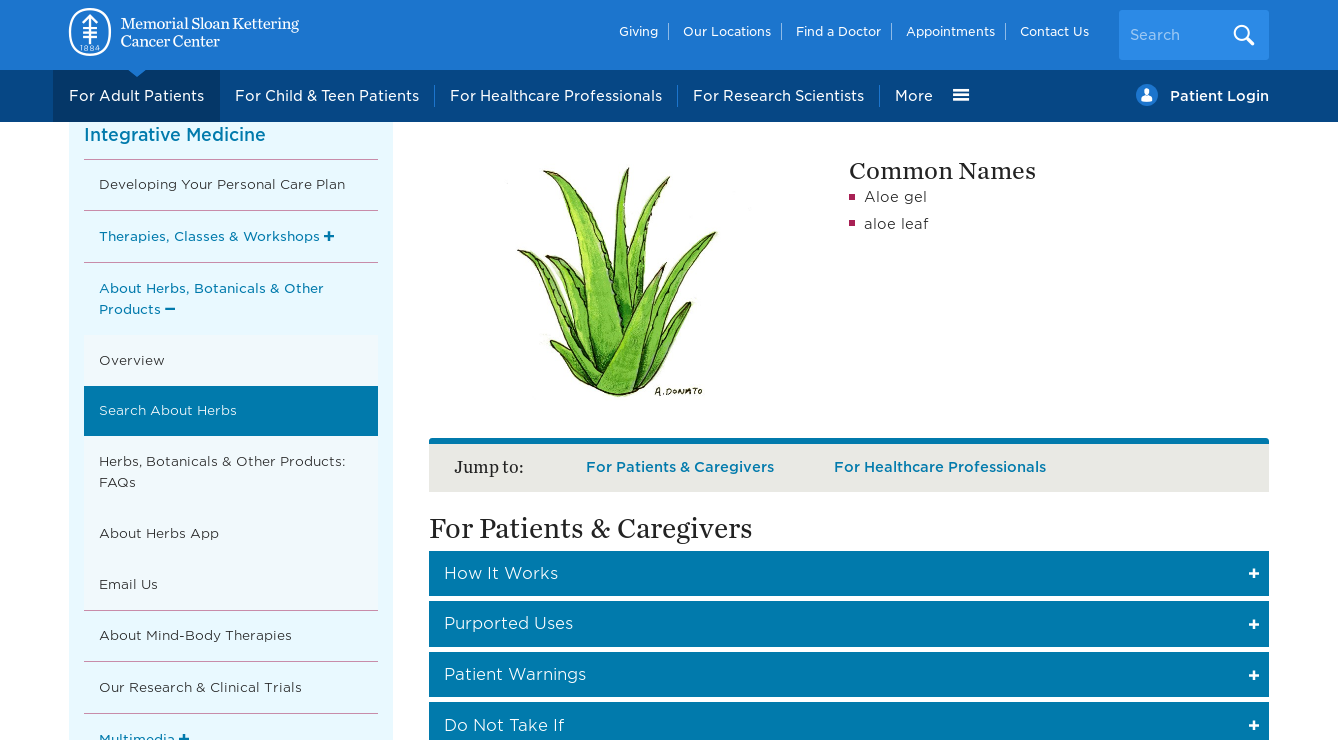 Memorial Sloan Kettering
Cancer Center
1884
Giving
Our Locations
Find a Doctor
Appointments
Contact Us
Search
For Adult Patients
For Child & Teen Patients
For Healthcare Professionals
For Research Scientists
More
Patient Login
Integrative Medicine
Developing Your Personal Care Plan
Therapies, Classes & Workshops
About Herbs, Botanicals & Other
Products
Overview
Search About Herbs
Herbs, Botanicals & Other Products:
FAQs
About Herbs App
Email Us
About Mind-Body Therapies
Our Research & Clinical Trials
Multimedia
A. DONATO
Common Names
Aloe gel
aloe leaf
Jump to:
For Patients & Caregivers
For Healthcare Professionals
For Patients & Caregivers
How It Works
Purported Uses
Patient Warnings
Do Not Take If